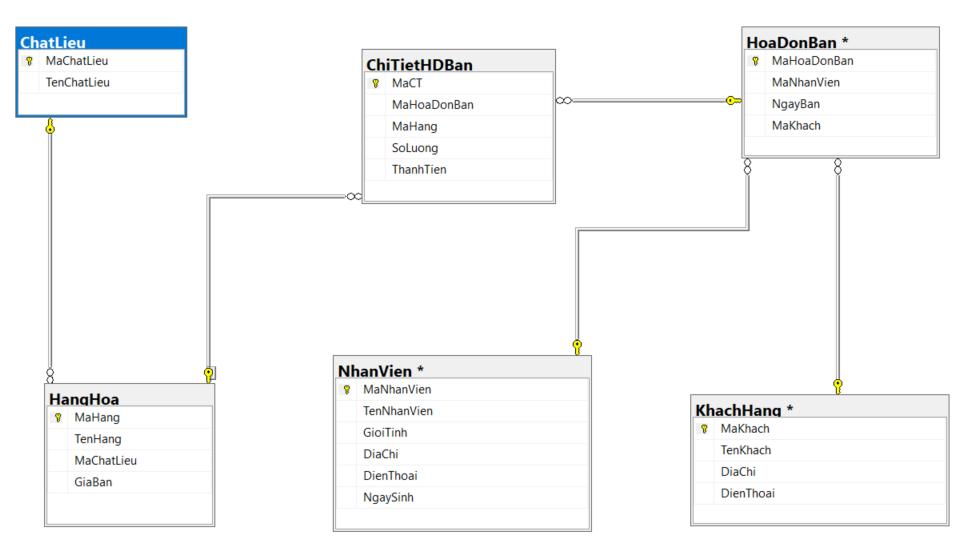 ChatLieu
MaChatLieu
TenChatLieu
ChiTietHDBan
MaCT
MaHoaDonBan
MaHang
SoLuong
ThanhTien
HoaDonBan *
MaHoaDonBan
MaNhanVien
NgayBan
MaKhach
HangHoa
MaHang
TenHang
MaChatLieu
GiaBan
NhanVien *
MaNhanVien
TenNhanVien
GioiTinh
DiaChi
DienThoai
NgaySinh
KhachHang *
MaKhach
TenKhach
DiaChi
DienThoai